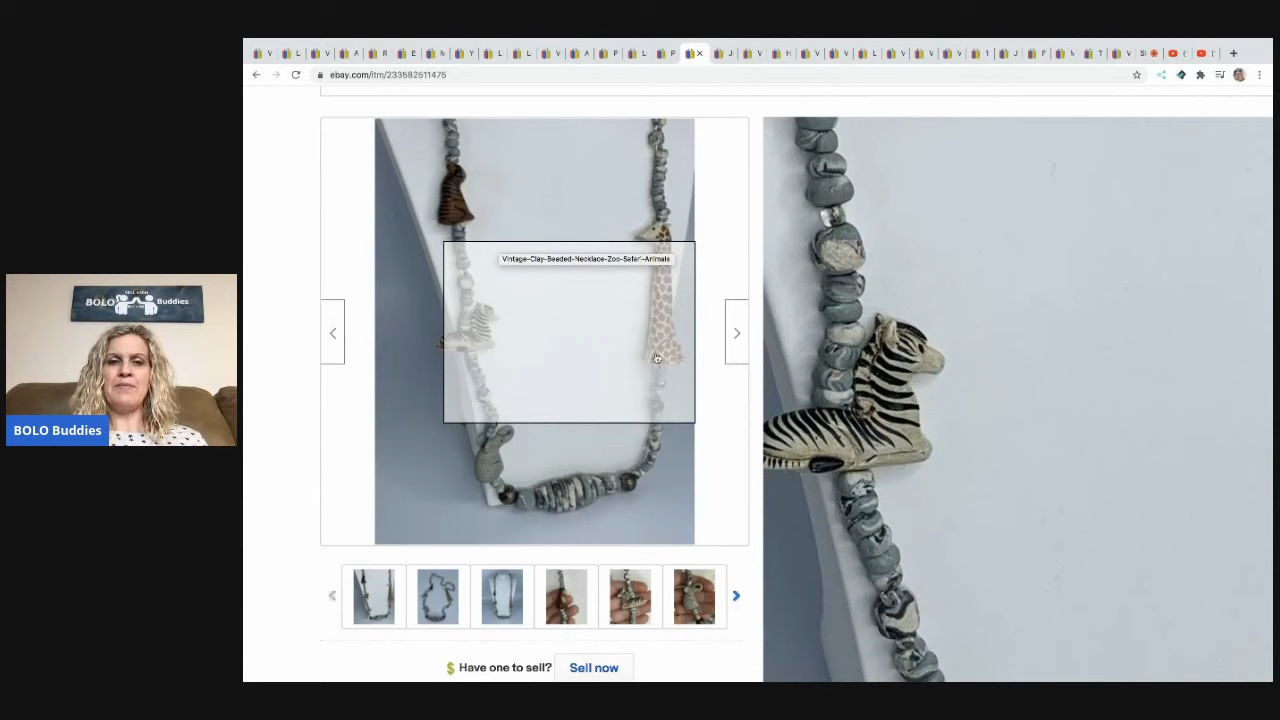 BOLO
Buddies
BOLO Buddies
ebay.com/itm/233582511475
Vintage-Clay-Beaded-Necklace-Zoo-Safari-Animals
Have one to sell?
Sell now